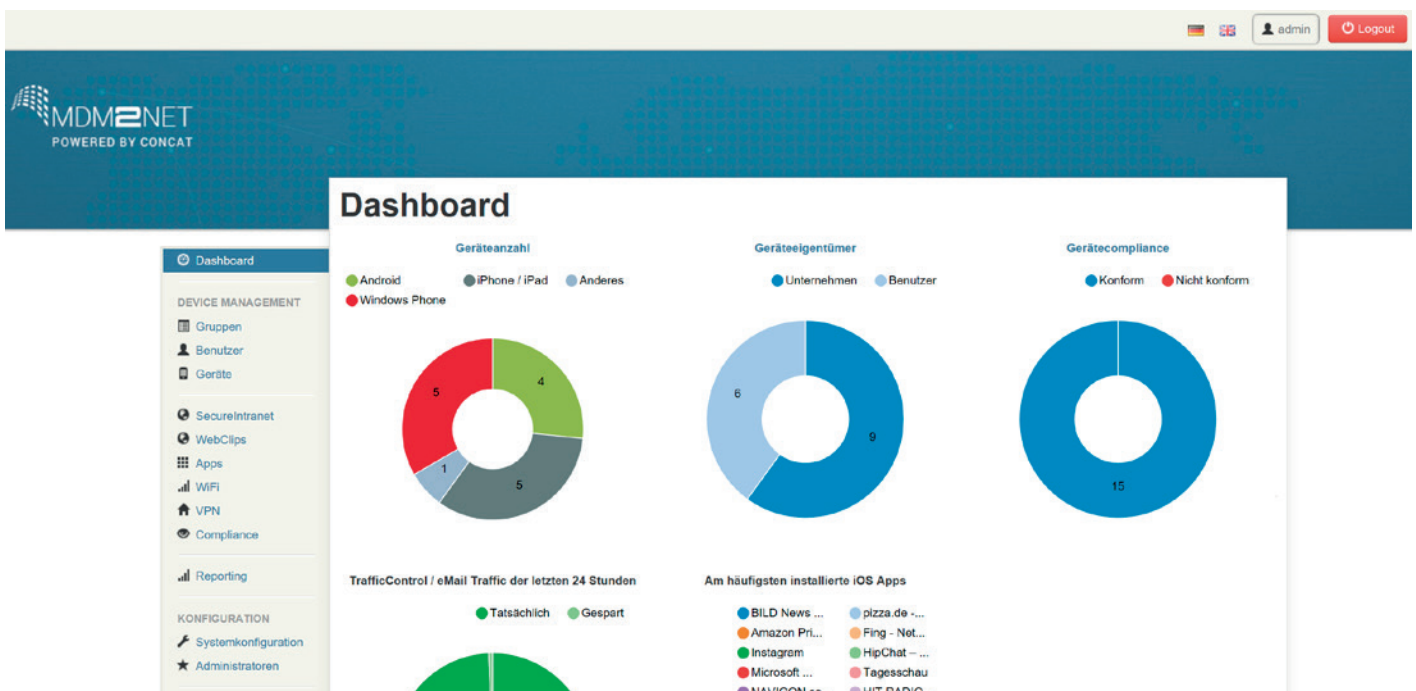 admin
Logout
MDM2NET
POWERED BY CONCAT
Dashboard
Dashboard
DEVICE MANAGEMENT
Gruppen
Benutzer
Geräte
SecureIntranet
WebClips
Apps
WiFi
VPN
Compliance
Reporting
KONFIGURATION
Systemkonfiguration
Administratoren
Geräteanzahl
Android
iPhone / iPad
Anderes
Windows Phone
5
4
1
5
Geräteeigentümer
Unternehmen
Benutzer
6
9
Gerätecompliance
Konform
Nicht konform
15
TrafficControl / eMail Traffic der letzten 24 Stunden
Tatsächlich
Gespart
Am häufigsten installierte iOS Apps
BILD News ...
pizza.de -...
Amazon Pri...
Fing - Net...
Instagram
HipChat – ...
Microsoft ...
Tagesschau